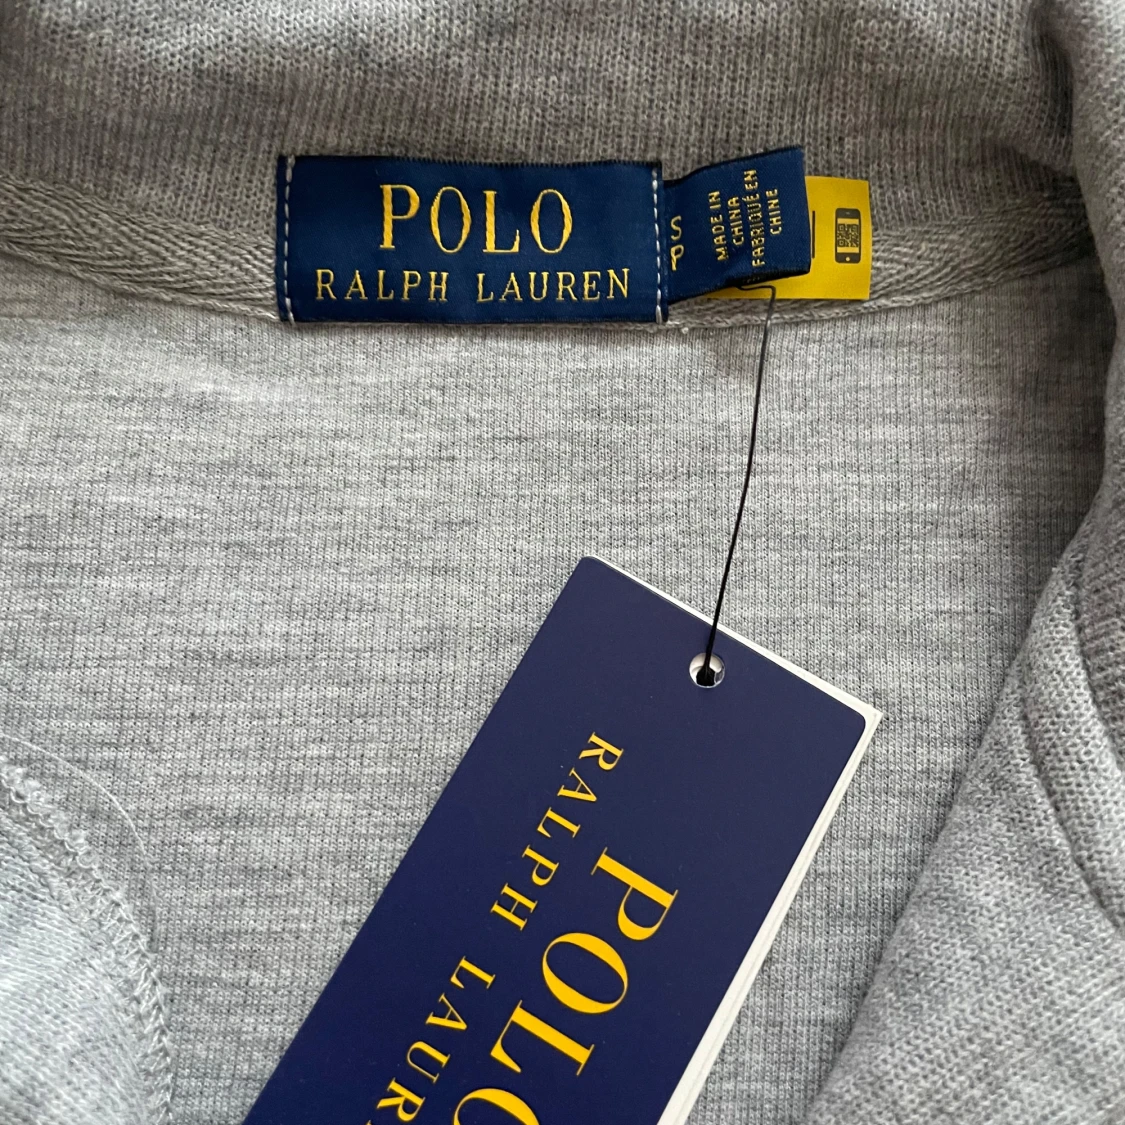 POLO
RALPH LAUREN
S
P
MADE IN
CHINA
FABRIQUÉ EN
CHINE
RALPH LAUR
POLO